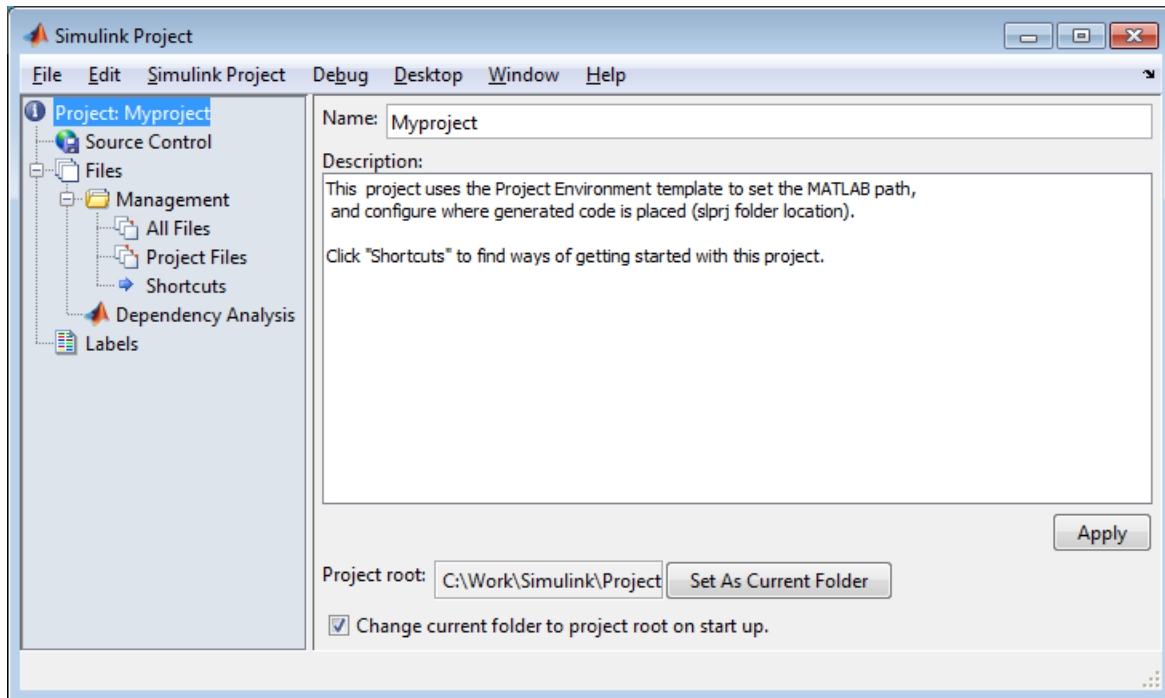 Simulink Project
File Edit Simulink Project Debug Desktop Window Help
Project: Myproject
Source Control
Files
Management
All Files
Project Files
Shortcuts
Dependency Analysis
Labels
Name: Myproject
Description:
This project uses the Project Environment template to set the MATLAB path,
and configure where generated code is placed (slprj folder location).
Click "Shortcuts" to find ways of getting started with this project.
Apply
Project root: C:\Work\Simulink\Project Set As Current Folder
Change current folder to project root on start up.